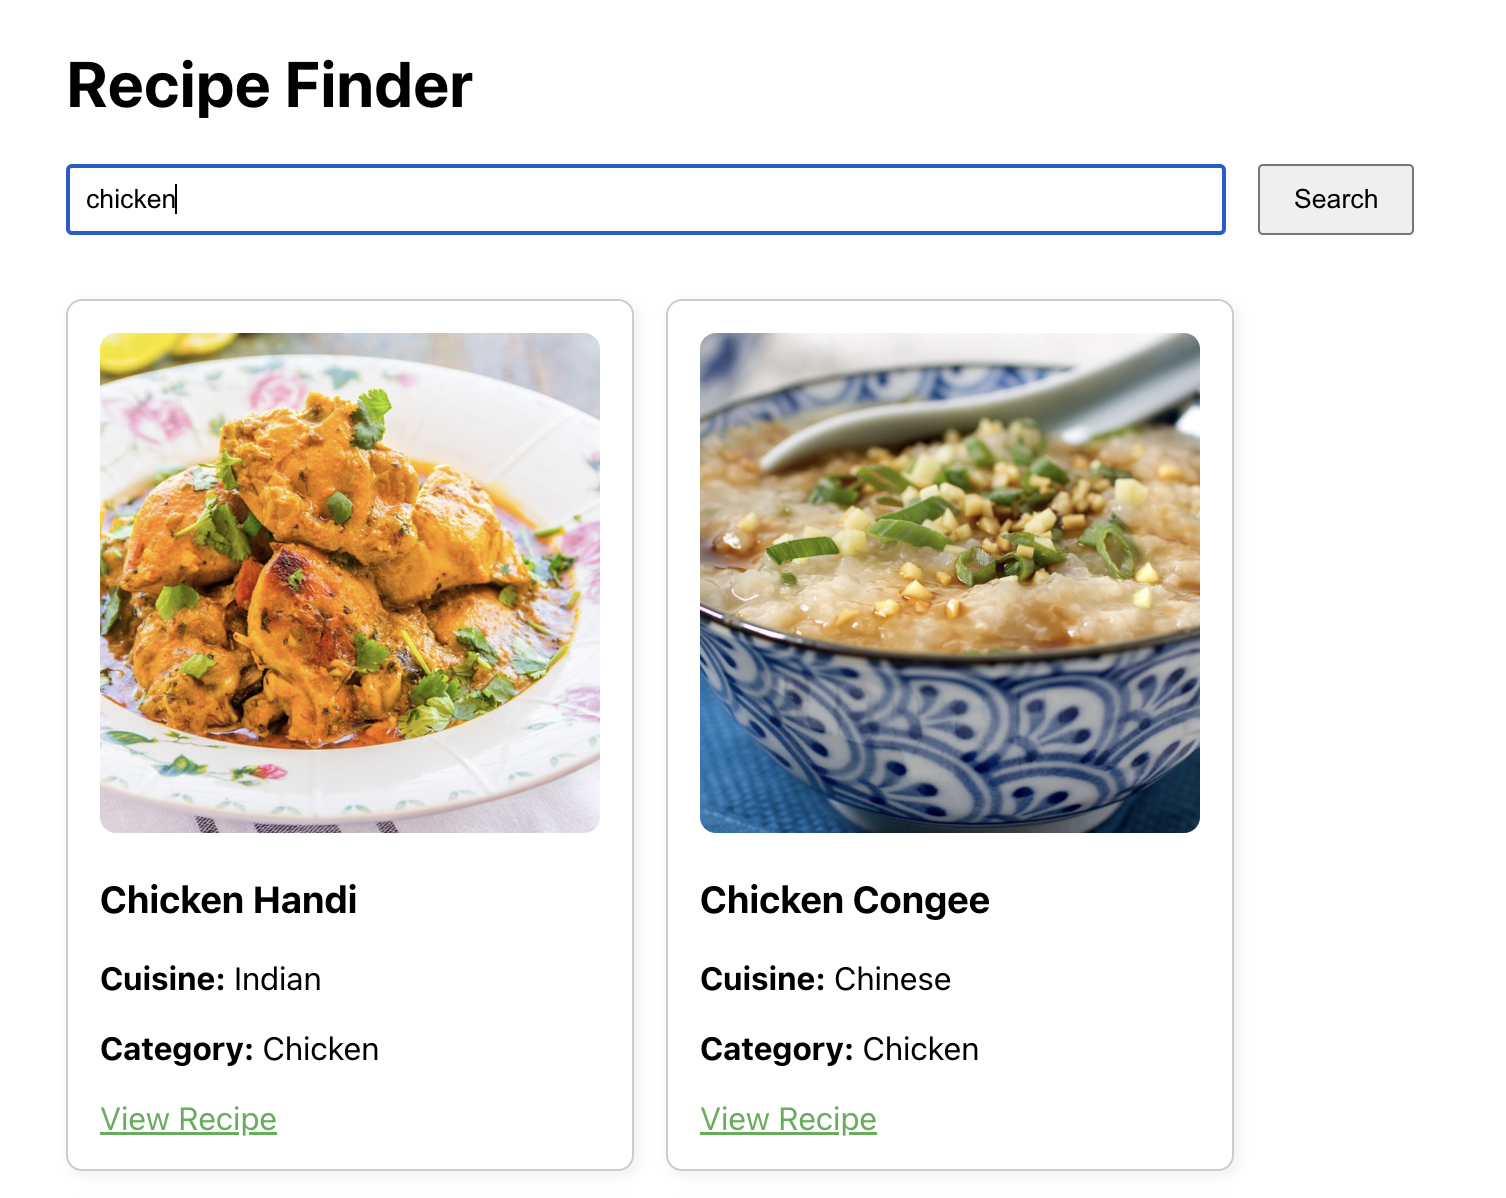 Recipe Finder
chicken
Search
Chicken Handi
Cuisine: Indian
Category: Chicken
View Recipe
Chicken Congee
Cuisine: Chinese
Category: Chicken
View Recipe